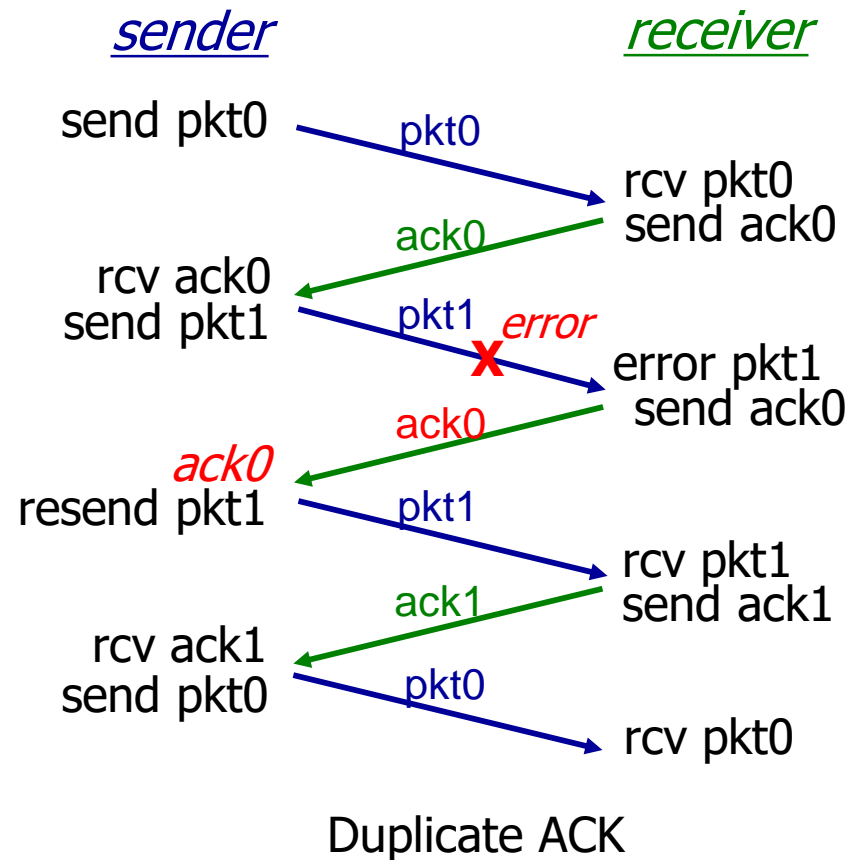 sender receiver
send pkt0
pkt0
rcv pkt0
send ack0
ack0
rcv ack0
send pkt1
pkt1
error
X
error pkt1
send ack0
ack0
ack0
resend pkt1
pkt1
rcv pkt1
send ack1
ack1
rcv ack1
send pkt0
pkt0
rcv pkt0
Duplicate ACK